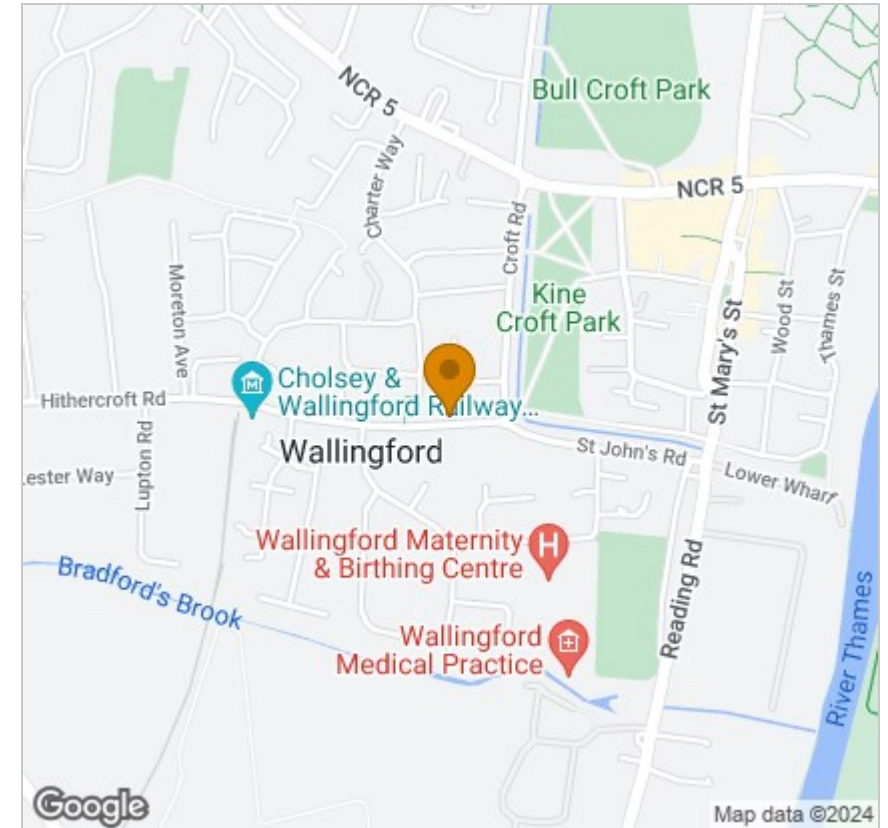 NCR 5
Bull Croft Park
NCR 5
Charter Way
Croft Rd
Moreton Ave
Kine
Croft Park
Wood St
Thames St
St Mary's St
Cholsey &
Wallingford Railway...
Hithercroft Rd
Wallingford
St John's Rd
Lower Wharf
Lester Way
Lupton Rd
Wallingford Maternity
& Birthing Centre
H
Bradford's Brook
Reading Rd
Wallingford
Medical Practice
River Thames
Google
Map data ©2024